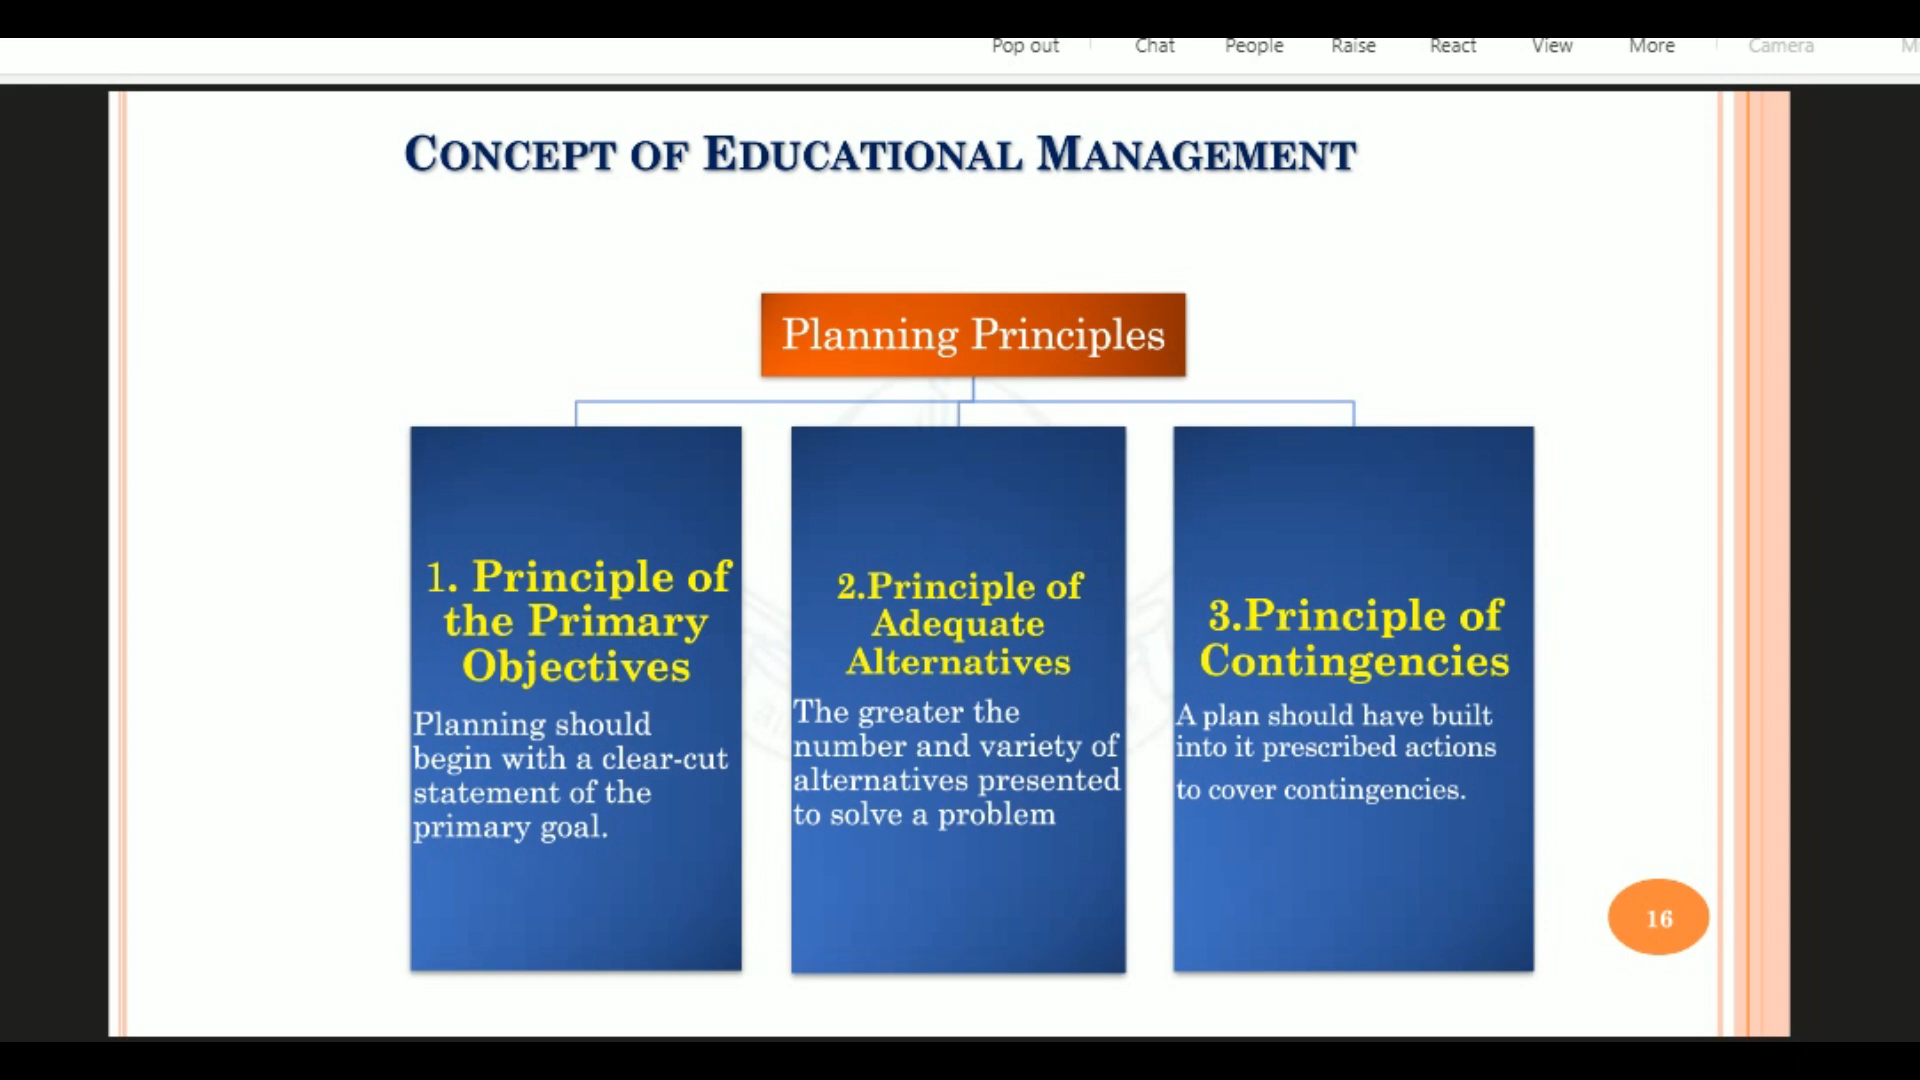 Pop out Chat People Raise React View More Camera
CONCEPT OF EDUCATIONAL MANAGEMENT
Planning Principles
1. Principle of
the Primary
Objectives
Planning should
begin with a clear-cut
statement of the
primary goal.
2.Principle of
Adequate
Alternatives
The greater the
number and variety of
alternatives presented
to solve a problem
3.Principle of
Contingencies
A plan should have built
into it prescribed actions
to cover contingencies.
16